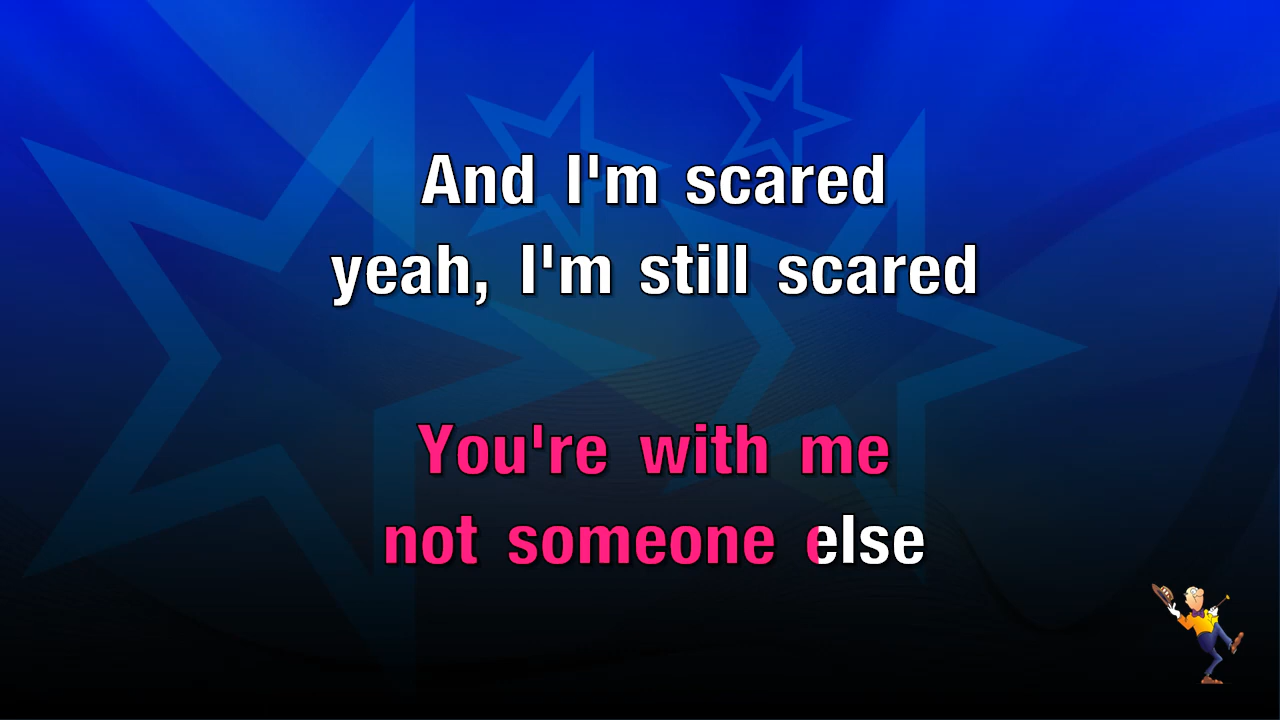 And I'm scared
yeah, I'm still scared
You're with me
not someone else